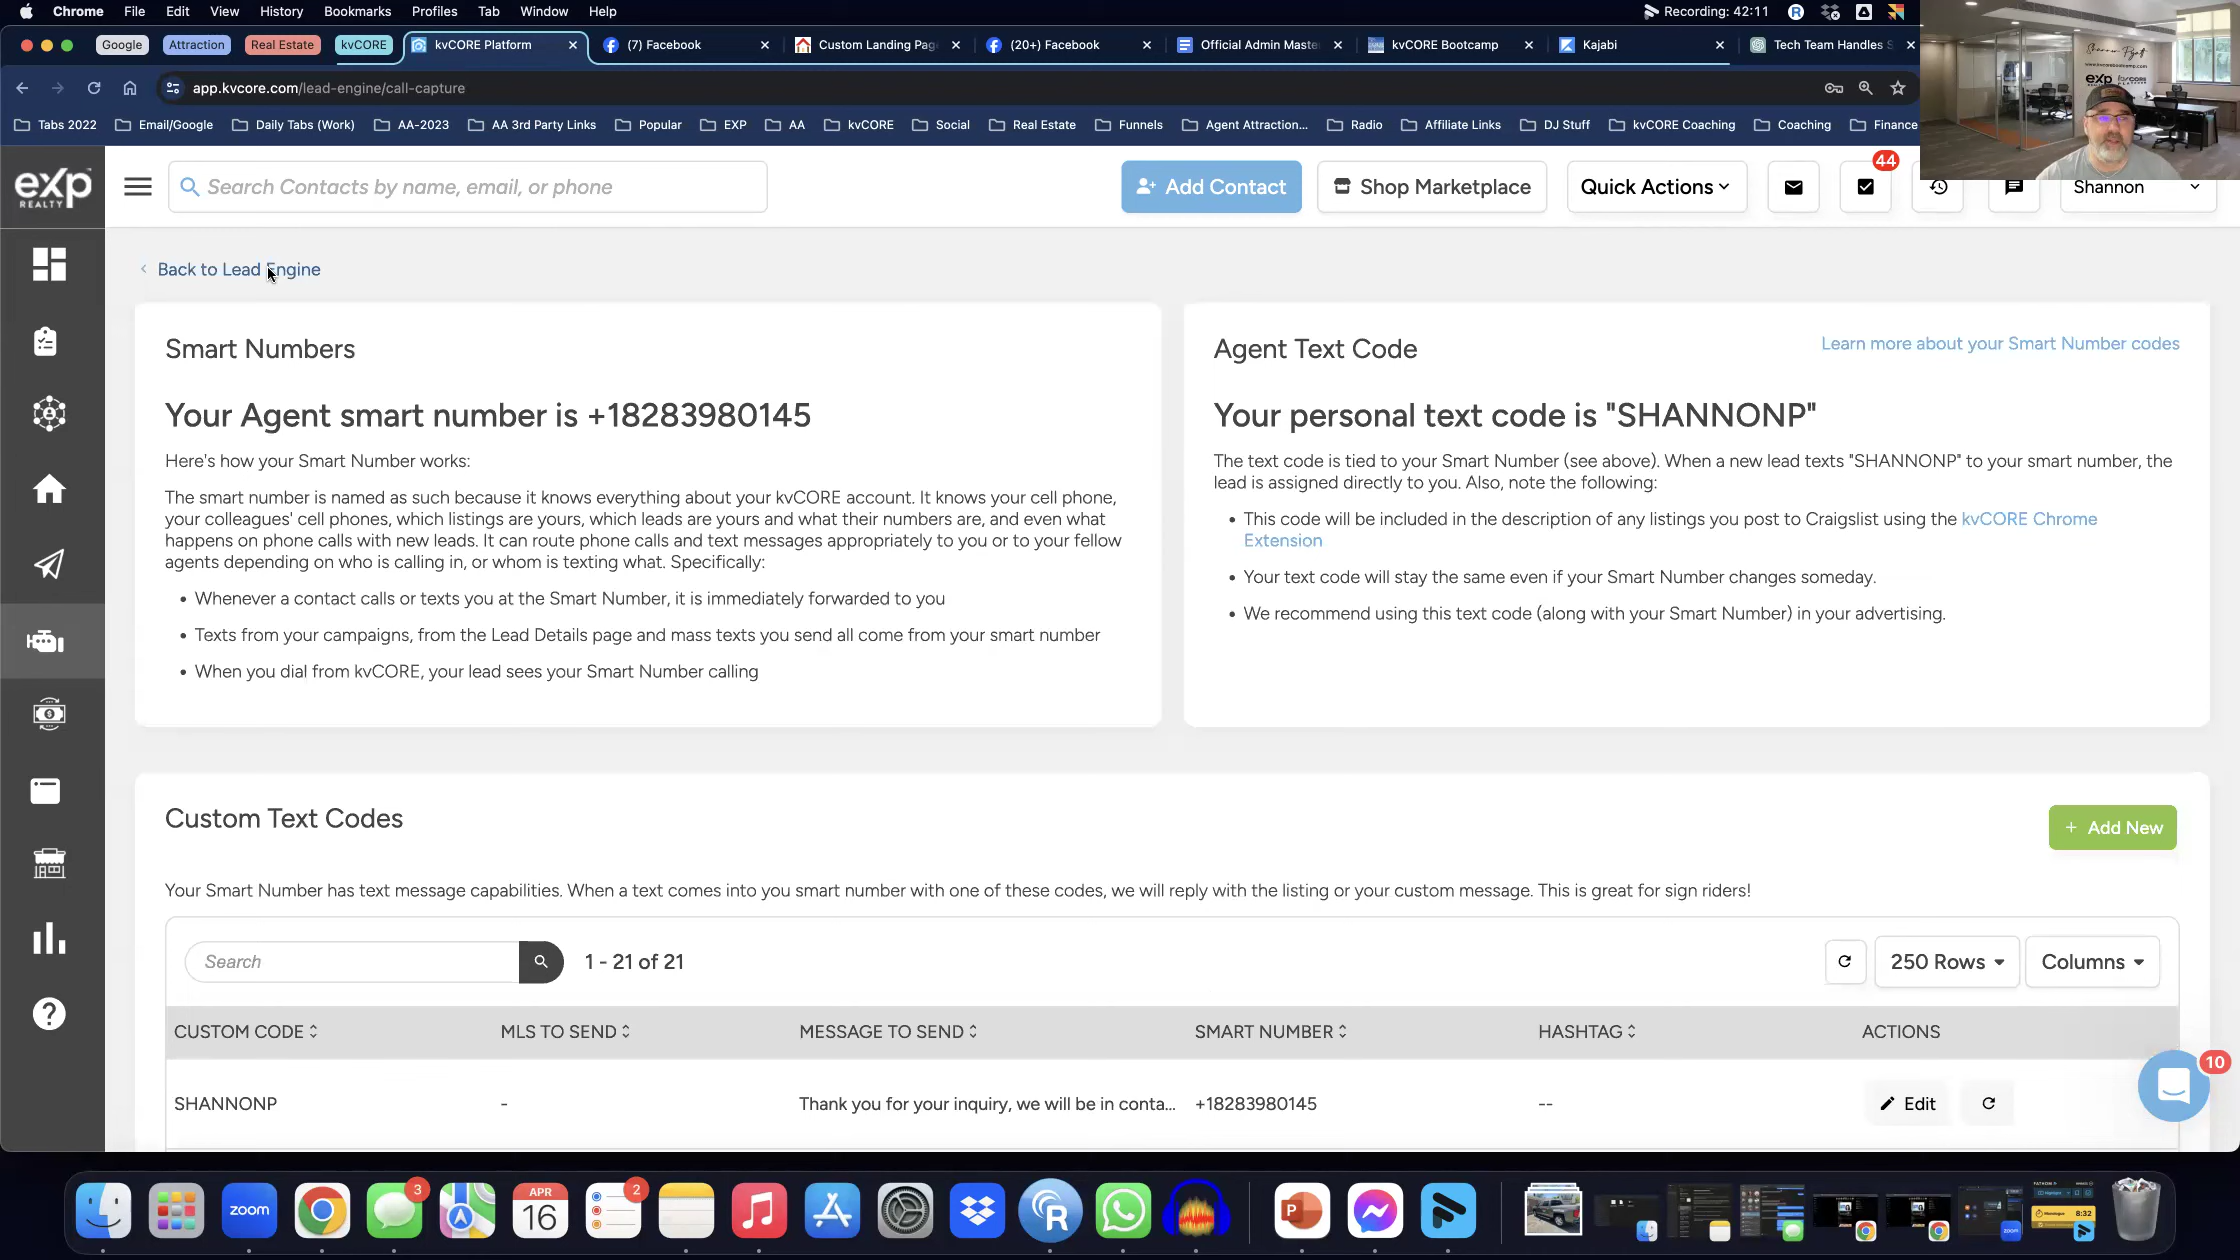 Chrome File Edit View History Bookmarks Profiles Tab Window Help Recording: 42:11
Google Attraction Real Estate kvCORE kvCORE Platform (7) Facebook Custom Landing Pag (20+) Facebook Official Admin Maste kvCORE Bootcamp Kajabi Tech Team Handles S
app.kvcore.com/lead-engine/call-capture
Tabs 2022 Email/Google Daily Tabs (Work) AA-2023 AA 3rd Party Links Popular EXP AA kvCORE Social Real Estate Funnels Agent Attraction... Radio Affiliate Links DJ Stuff kvCORE Coaching Coaching Finance
exp
REALTY
Search Contacts by name, email, or phone
Add Contact
Shop Marketplace
Quick Actions
44
Shannon
Back to Lead Engine
Smart Numbers
Your Agent smart number is +18283980145
Here's how your Smart Number works:
The smart number is named as such because it knows everything about your kvCORE account. It knows your cell phone,
your colleagues' cell phones, which listings are yours, which leads are yours and what their numbers are, and even what
happens on phone calls with new leads. It can route phone calls and text messages appropriately to you or to your fellow
agents depending on who is calling in, or whom is texting what. Specifically:
• Whenever a contact calls or texts you at the Smart Number, it is immediately forwarded to you
• Texts from your campaigns, from the Lead Details page and mass texts you send all come from your smart number
• When you dial from kvCORE, your lead sees your Smart Number calling
Agent Text Code
Learn more about your Smart Number codes
Your personal text code is "SHANNONP"
The text code is tied to your Smart Number (see above). When a new lead texts "SHANNONP" to your smart number, the
lead is assigned directly to you. Also, note the following:
• This code will be included in the description of any listings you post to Craigslist using the kvCORE Chrome
Extension
• Your text code will stay the same even if your Smart Number changes someday.
• We recommend using this text code (along with your Smart Number) in your advertising.
Custom Text Codes
+ Add New
Your Smart Number has text message capabilities. When a text comes into you smart number with one of these codes, we will reply with the listing or your custom message. This is great for sign riders!
Search
1 - 21 of 21
250 Rows
Columns
CUSTOM CODE MLS TO SEND MESSAGE TO SEND SMART NUMBER HASHTAG ACTIONS
SHANNONP - Thank you for your inquiry, we will be in conta... +18283980145 -- Edit
10
zoom
3
APR
16
2
8:32